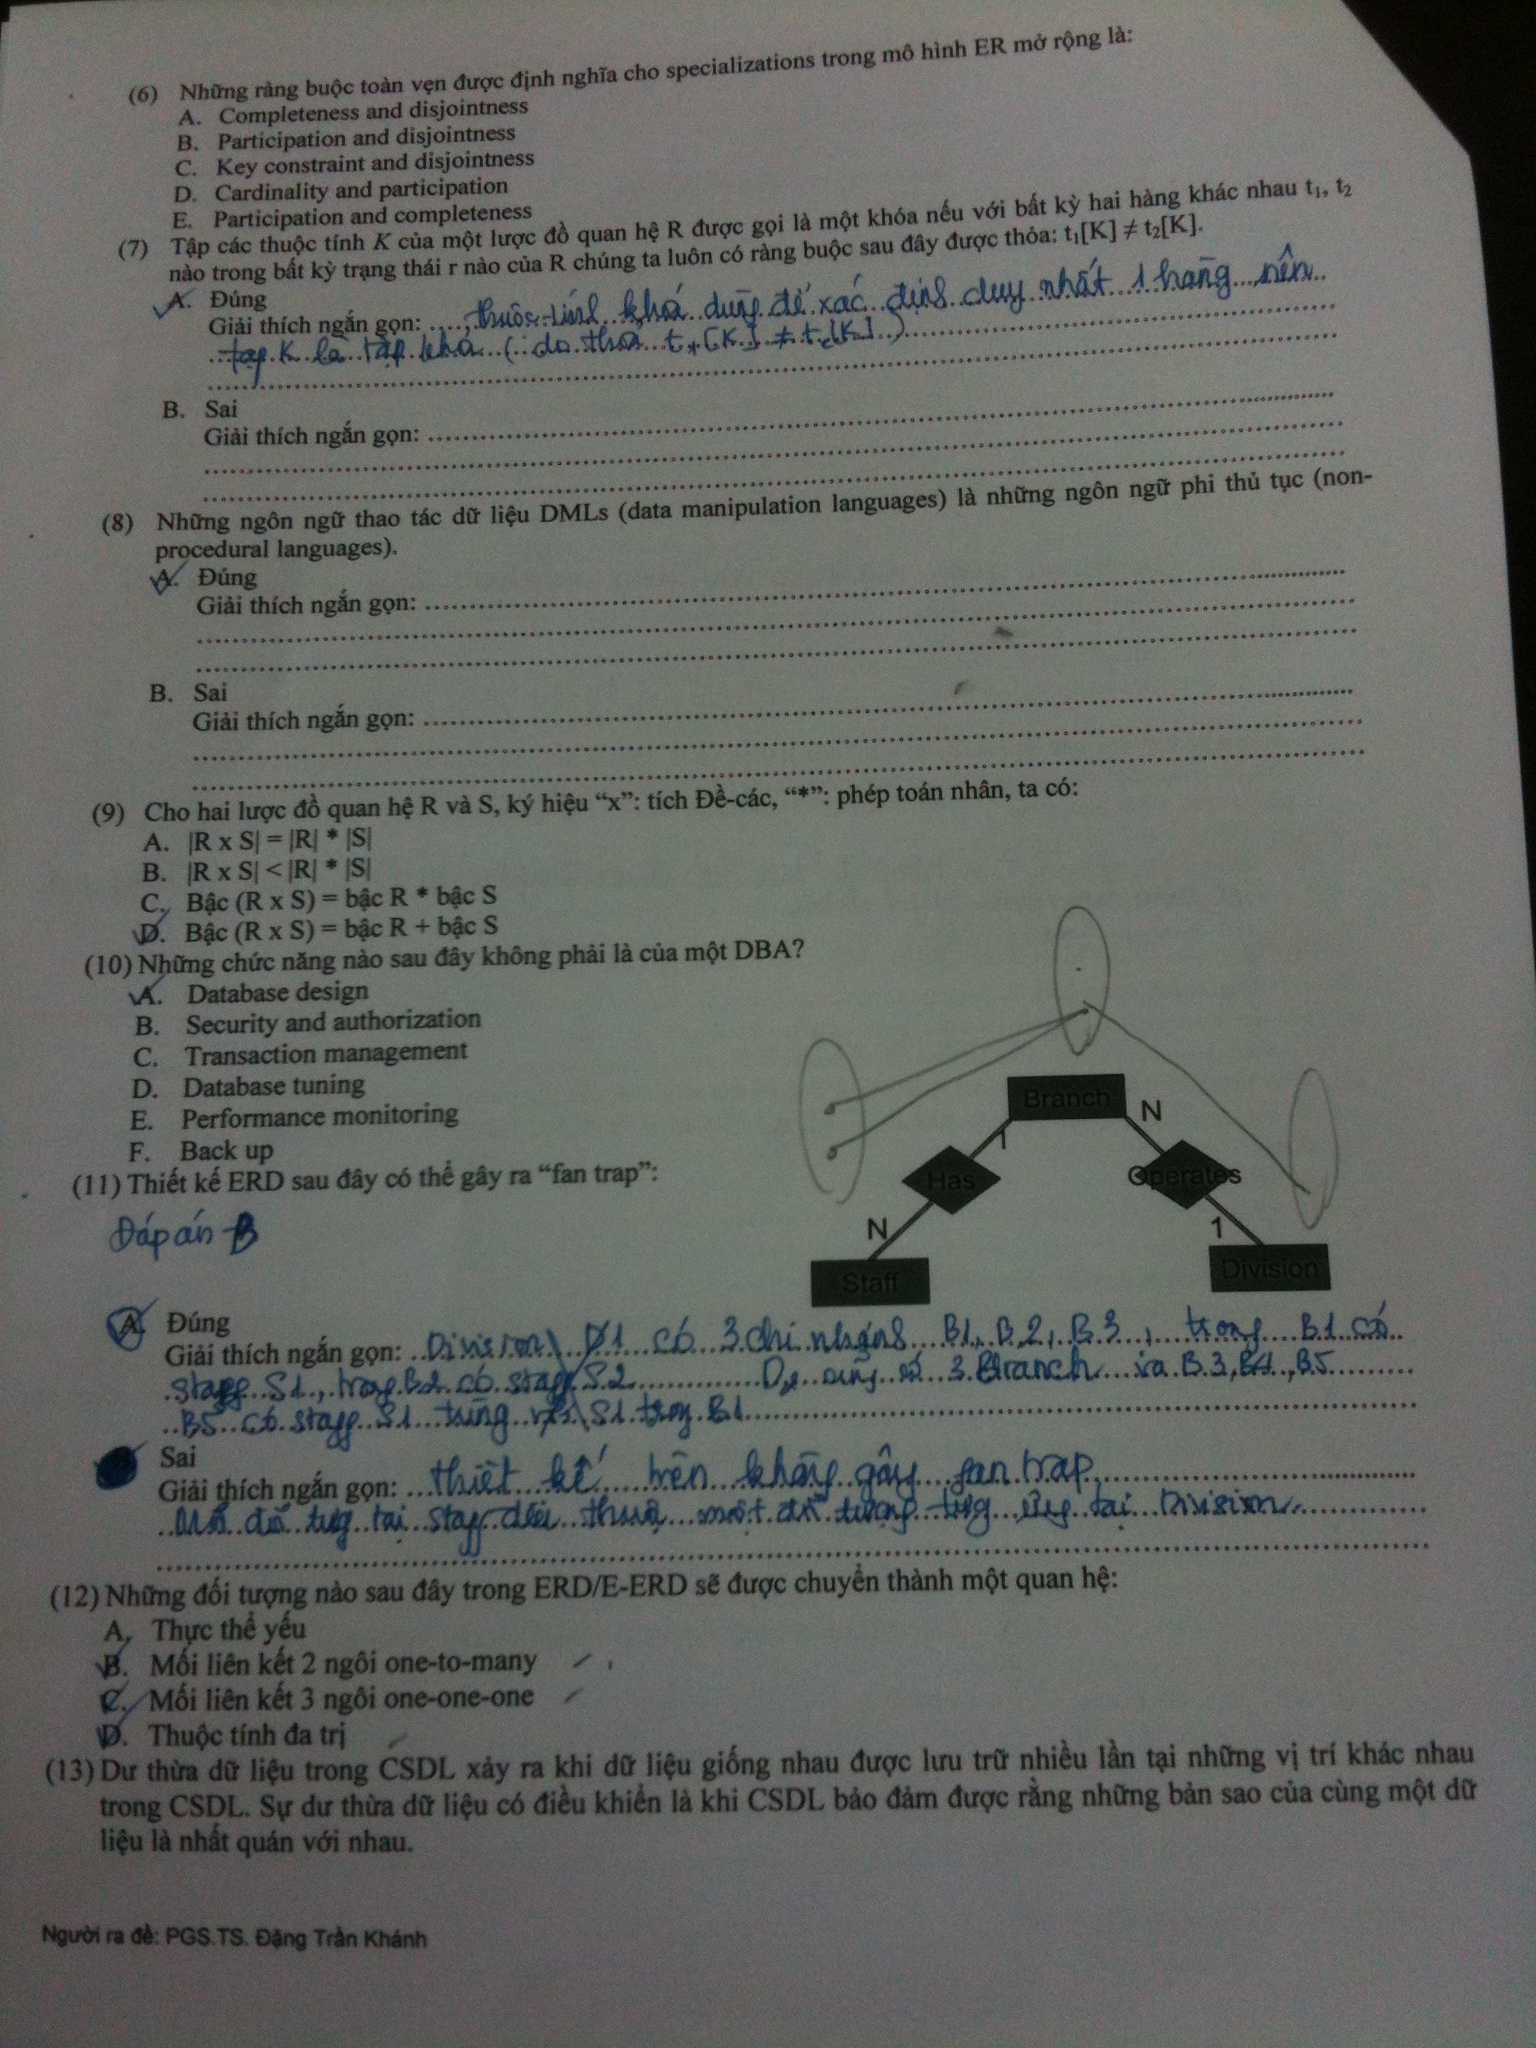 (6) Những ràng buộc toàn vẹn được định nghĩa cho specializations trong mô hình ER mở rộng là:
A. Completeness and disjointness
B. Participation and disjointness
C. Key constraint and disjointness
D. Cardinality and participation
E. Participation and completeness
(7) Tập các thuộc tính K của một lược đồ quan hệ R được gọi là một khóa nếu với bất kỳ hai hàng khác nhau t₁, t₂
nào trong bất kỳ trạng thái r nào của R chúng ta luôn có ràng buộc sau đây được thỏa: t₁[K] ≠ t₂[K].
A. Đúng
Giải thích ngắn gọn: thuộc tính khoá dùng để xác định duy nhất 1 hàng nên
tập K là tập khoá ( do thoả t₁[K] ≠ t₂[K] )
B. Sai
Giải thích ngắn gọn:
(8) Những ngôn ngữ thao tác dữ liệu DMLs (data manipulation languages) là những ngôn ngữ phi thủ tục (non-
procedural languages).
A. Đúng
Giải thích ngắn gọn:
B. Sai
Giải thích ngắn gọn:
(9) Cho hai lược đồ quan hệ R và S, ký hiệu “x”: tích Đề-các, “*”: phép toán nhân, ta có:
A. |R x S| = |R| * |S|
B. |R x S| < |R| * |S|
C. Bậc (R x S) = bậc R * bậc S
D. Bậc (R x S) = bậc R + bậc S
(10) Những chức năng nào sau đây không phải là của một DBA?
A. Database design
B. Security and authorization
C. Transaction management
D. Database tuning
E. Performance monitoring
F. Back up
(11) Thiết kế ERD sau đây có thể gây ra “fan trap”:
Branch
1
N
Has
Operates
N
1
Staff
Division
Đáp án B
A. Đúng
Giải thích ngắn gọn: Division D1 có 3 chi nhánh B1, B2, B3, trong B1 có
staff S1, trong B2 có staff S2 D2 cũng có 3 Branch là B3, B4, B5
B5 có staff S1 trùng với S1 trong B1
Sai
Giải thích ngắn gọn: thiết kế trên không gây fan trap
đối tượng tại staff đều thuộc một đối tượng tương ứng tại Division
(12) Những đối tượng nào sau đây trong ERD/E-ERD sẽ được chuyển thành một quan hệ:
A. Thực thể yếu
B. Mối liên kết 2 ngôi one-to-many
C. Mối liên kết 3 ngôi one-one-one
D. Thuộc tính đa trị
(13) Dư thừa dữ liệu trong CSDL xảy ra khi dữ liệu giống nhau được lưu trữ nhiều lần tại những vị trí khác nhau
trong CSDL. Sự dư thừa dữ liệu có điều khiển là khi CSDL bảo đảm được rằng những bản sao của cùng một dữ
liệu là nhất quán với nhau.
Người ra đề: PGS.TS. Đặng Trần Khánh